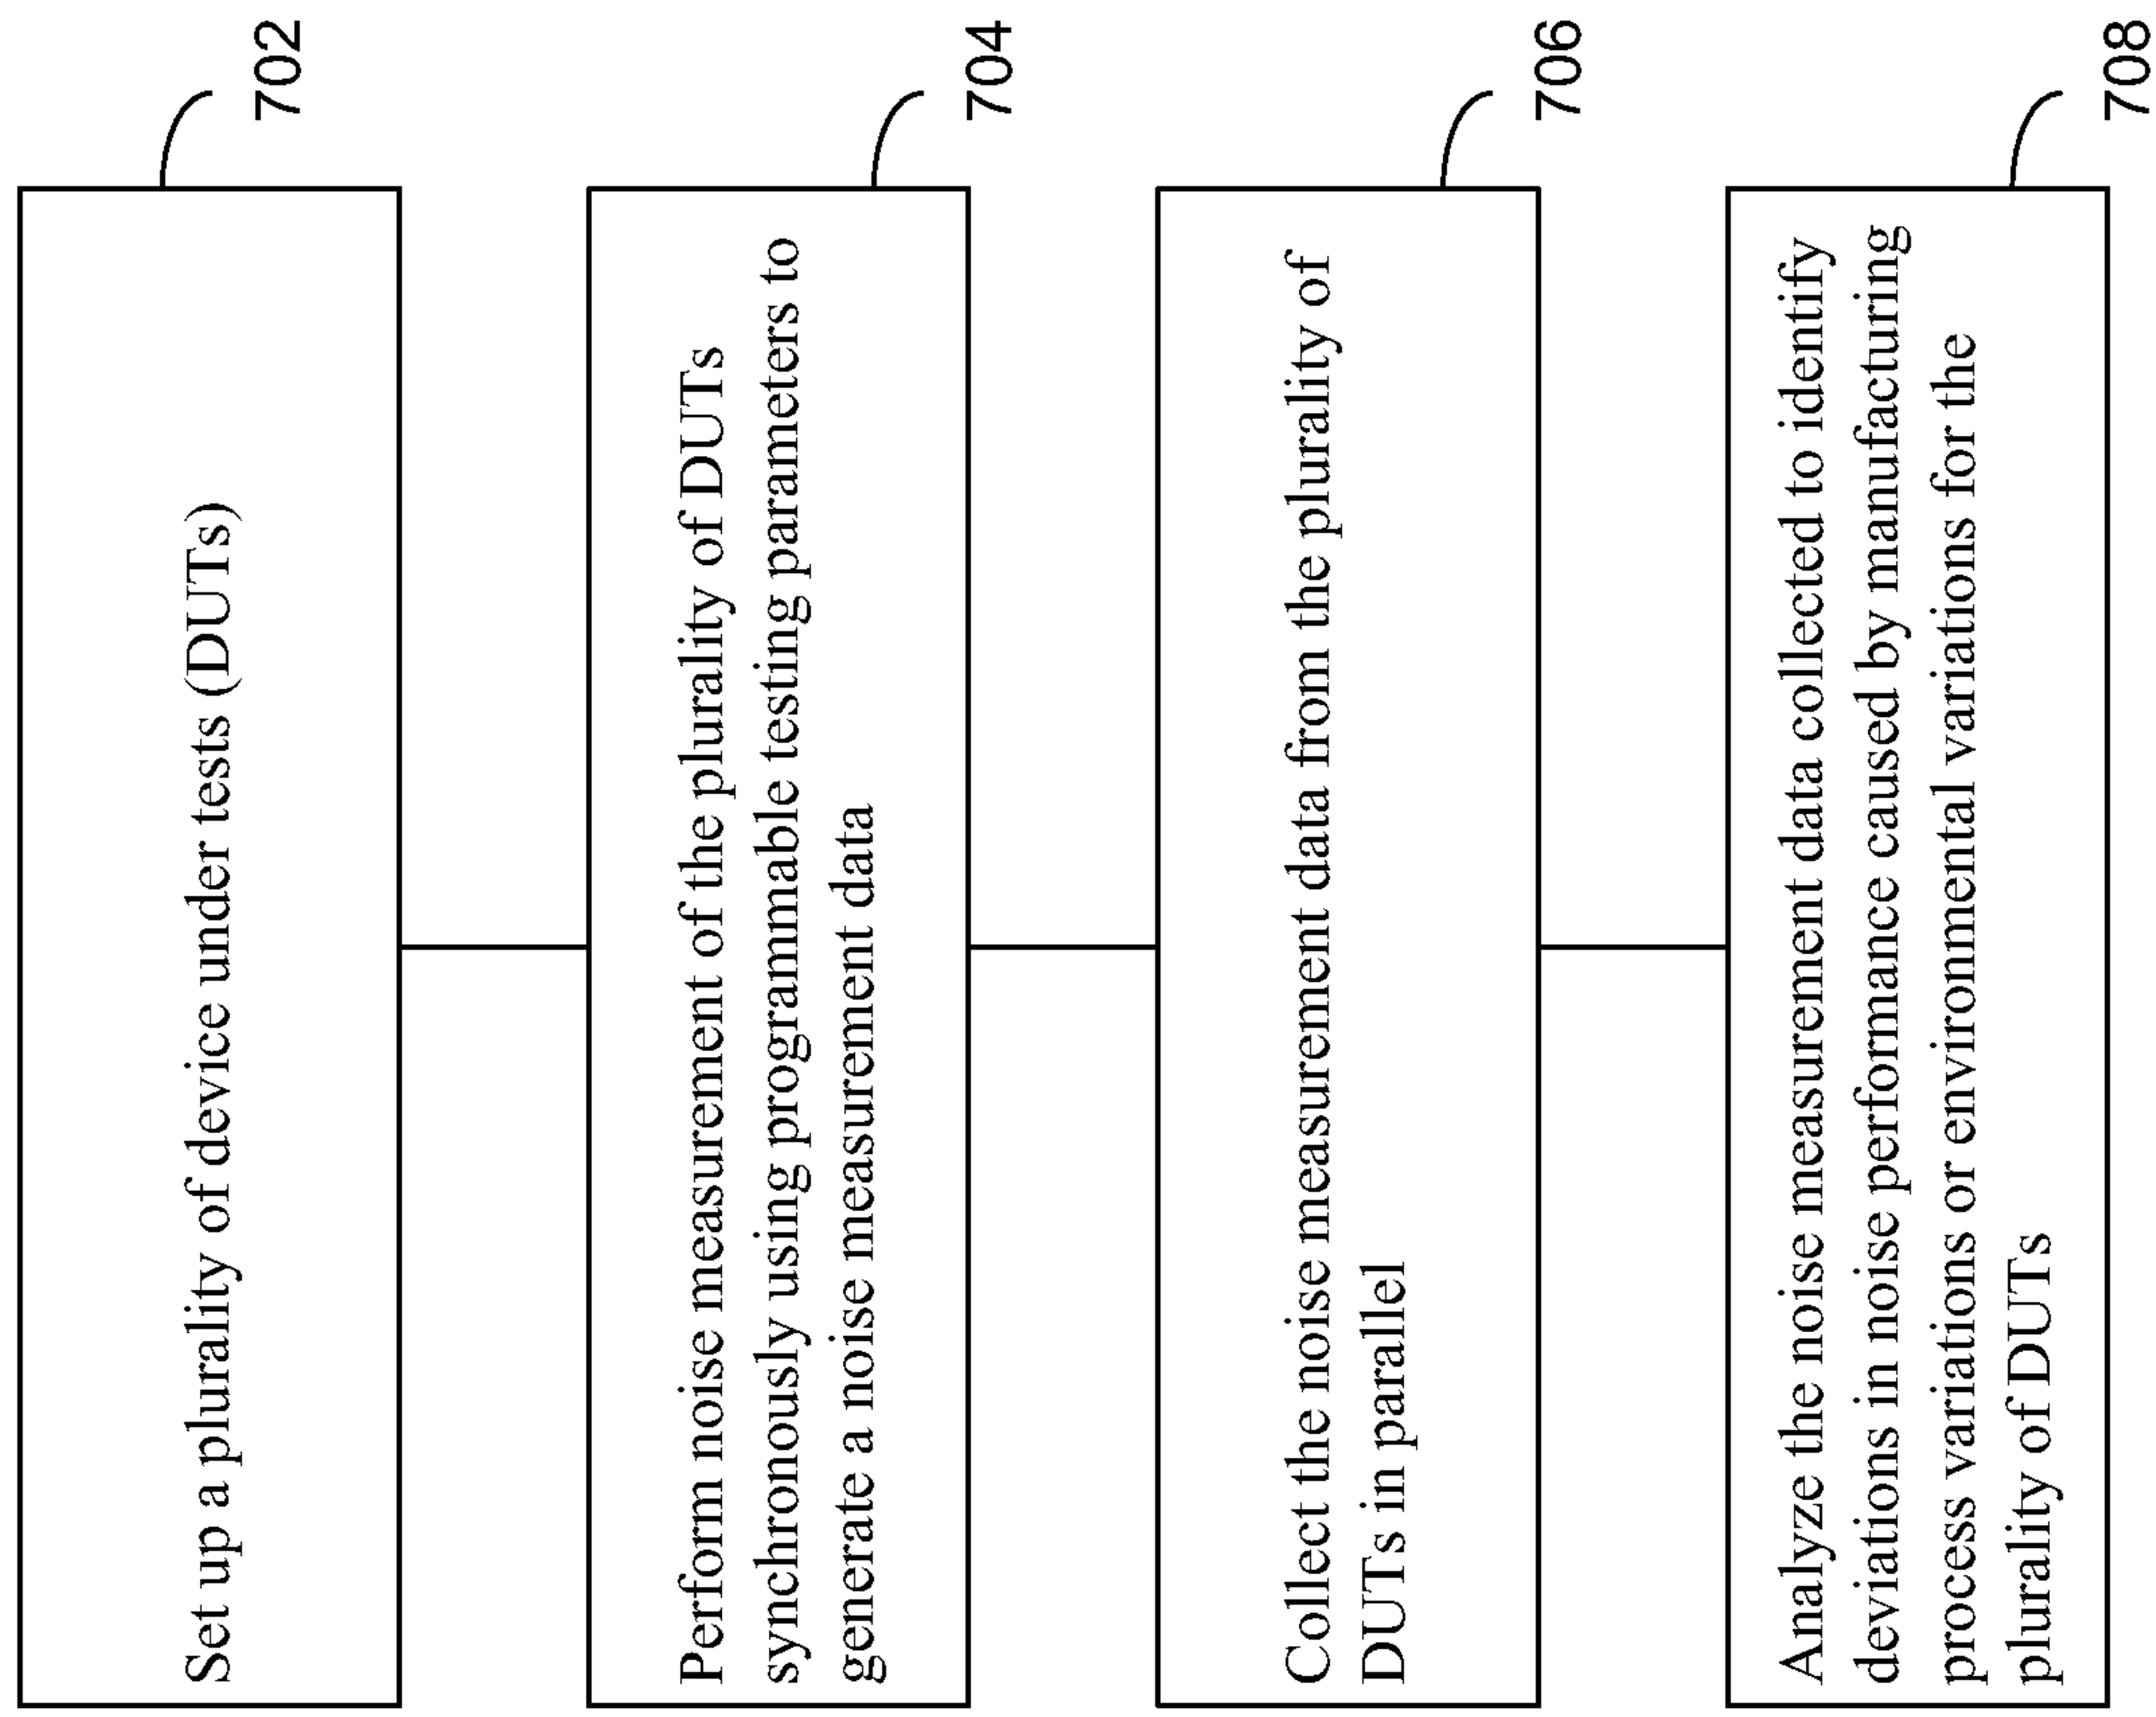 Set up a plurality of device under tests (DUTs)
702
Perform noise measurement of the plurality of DUTs
synchronously using programmable testing parameters to
generate a noise measurement data
704
Collect the noise measurement data from the plurality of
DUTs in parallel
706
Analyze the noise measurement data collected to identify
deviations in noise performance caused by manufacturing
process variations or environmental variations for the
plurality of DUTs
708